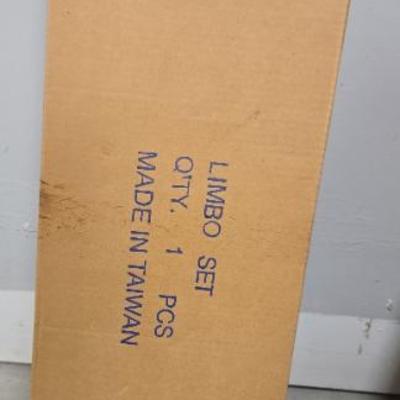 LIMBO SET
Q'TY. 1 PCS
MADE IN TAIWAN